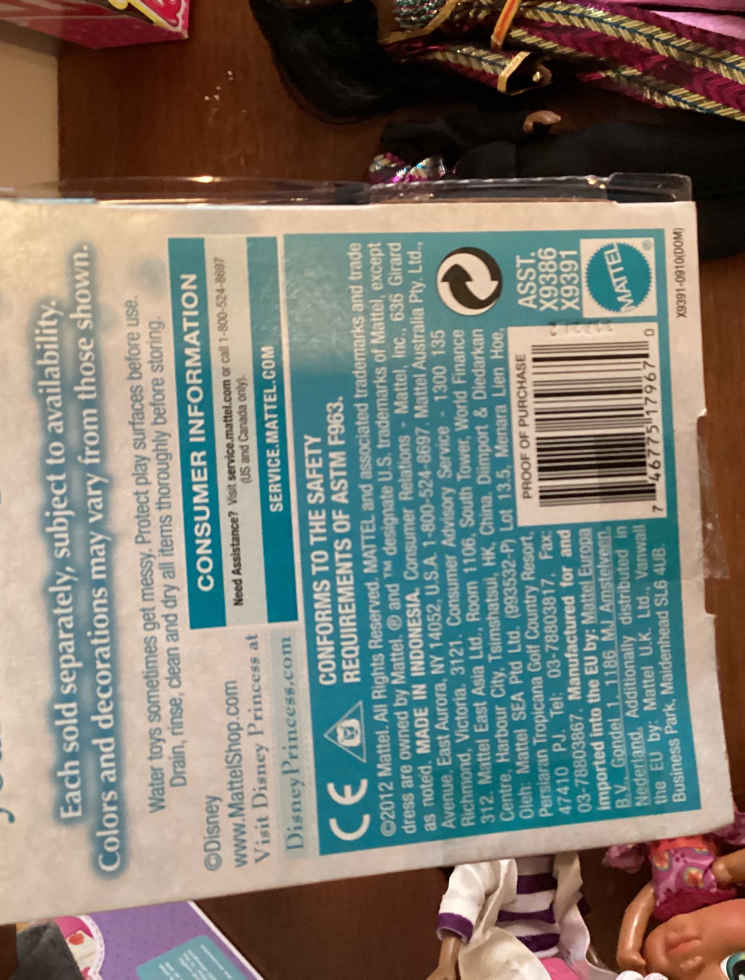 Each sold separately, subject to availability.
Colors and decorations may vary from those shown.
Water toys sometimes get messy. Protect play surfaces before use.
Drain, rinse, clean and dry all items thoroughly before storing.
©Disney
www.MattelShop.com
Visit Disney Princess at
DisneyPrincess.com
CONSUMER INFORMATION
Need Assistance? Visit service.mattel.com or call 1-800-524-8697
(US and Canada only).
SERVICE.MATTEL.COM
CE
CONFORMS TO THE SAFETY
REQUIREMENTS OF ASTM F963.
©2012 Mattel. All Rights Reserved. MATTEL and associated trademarks and trade
dress are owned by Mattel. ® and ™ designate U.S. trademarks of Mattel, except
as noted. MADE IN INDONESIA. Consumer Relations - Mattel, Inc., 636 Girard
Avenue, East Aurora, NY 14052, U.S.A. 1-800-524-8697. Mattel Australia Pty. Ltd.,
Richmond, Victoria. 3121. Consumer Advisory Service - 1300 135
312. Mattel East Asia Ltd., Room 1106, South Tower, World Finance
Centre, Harbour City, Tsimshatsui, HK, China. Diimport & Diedarkan
Oleh: Mattel SEA Ptd Ltd. (993532-P) Lot 13.5, Menara Lien Hoe,
Persiaran Tropicana Golf Country Resort,
47410 PJ. Tel: 03-78803817, Fax:
03-78803867. Manufactured for and
imported into the EU by: Mattel Europa
B.V., Gondel 1, 1186 MJ Amstelveen,
Nederland. Additionally distributed in
the EU by: Mattel U.K. Ltd., Vanwall
Business Park, Maidenhead SL6 4UB.
PROOF OF PURCHASE
7 46775 17967 0
ASST.
X9386
X9391
MATTEL
®
X9391-0910(DOM)